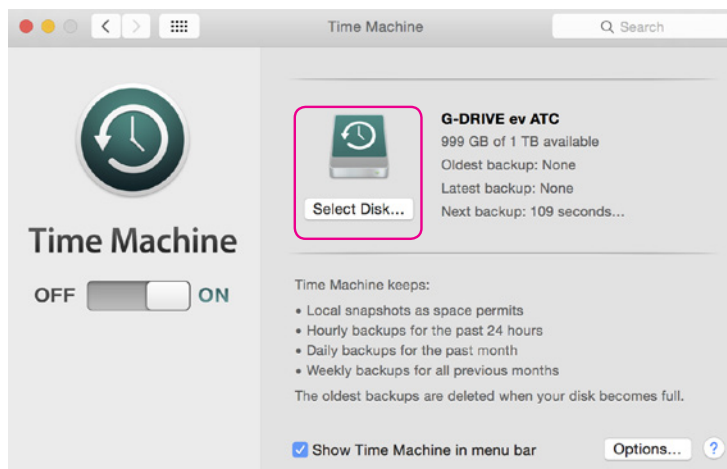 Time Machine
Search
Time Machine
OFF ON
Select Disk...
G-DRIVE ev ATC
999 GB of 1 TB available
Oldest backup: None
Latest backup: None
Next backup: 109 seconds...
Time Machine keeps:
• Local snapshots as space permits
• Hourly backups for the past 24 hours
• Daily backups for the past month
• Weekly backups for all previous months
The oldest backups are deleted when your disk becomes full.
Show Time Machine in menu bar
Options... ?